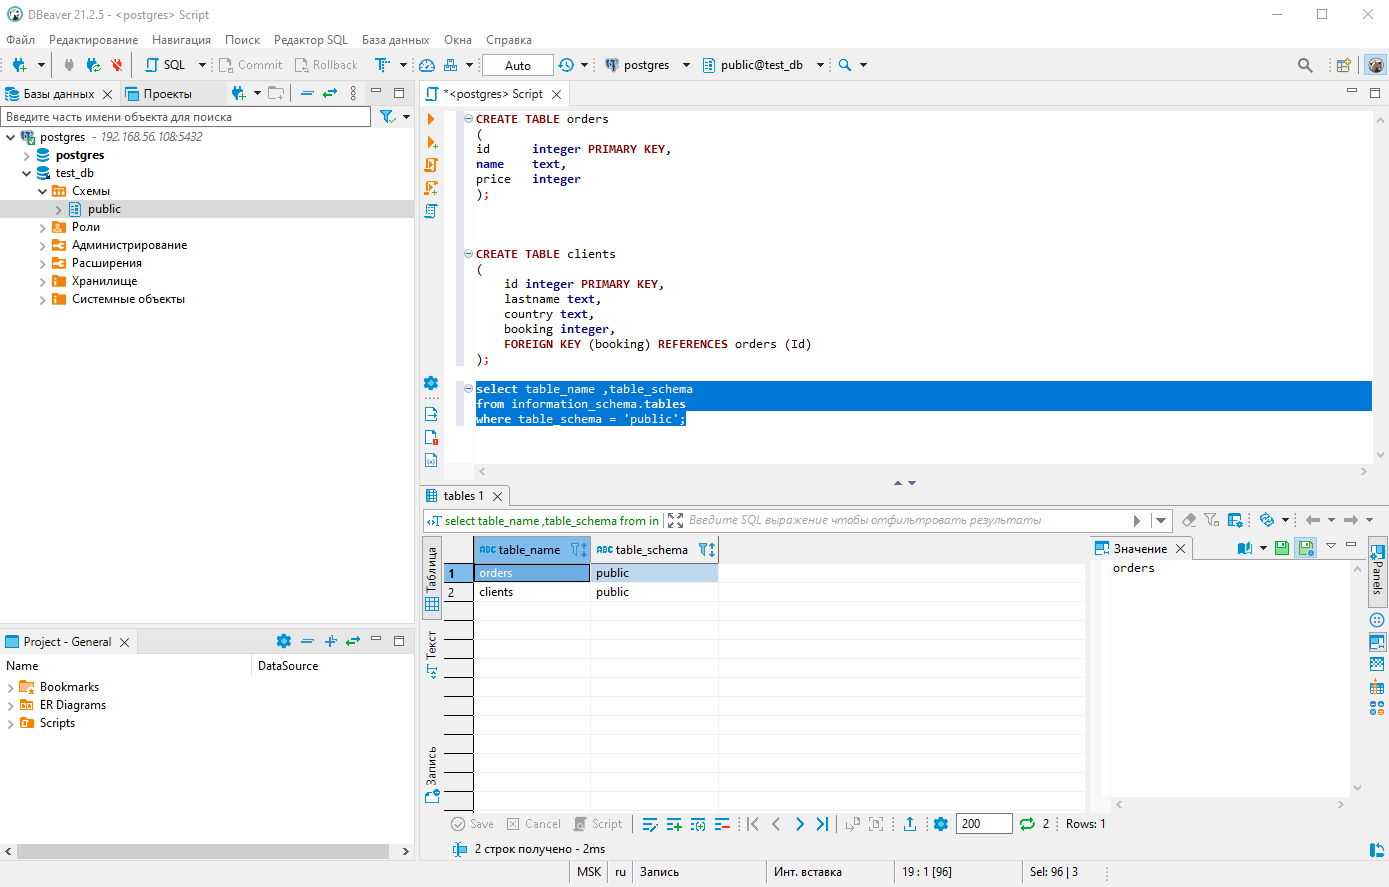 DBeaver 21.2.5 - <postgres> Script
Файл Редактирование Навигация Поиск Редактор SQL База данных Окна Справка
SQL Commit Rollback Auto postgres public@test_db
Базы данных Проекты
Введите часть имени объекта для поиска
postgres - 192.168.56.108:5432
postgres
test_db
Схемы
public
Роли
Администрирование
Расширения
Хранилище
Системные объекты
Project - General
Name DataSource
Bookmarks
ER Diagrams
Scripts
*<postgres> Script
CREATE TABLE orders
(
id integer PRIMARY KEY,
name text,
price integer
);
CREATE TABLE clients
(
id integer PRIMARY KEY,
lastname text,
country text,
booking integer,
FOREIGN KEY (booking) REFERENCES orders (Id)
);
select table_name ,table_schema
from information_schema.tables
where table_schema = 'public';
tables 1
select table_name ,table_schema from in Введите SQL выражение чтобы отфильтровать результаты
Таблица
Текст
Запись
ABC table_name ABC table_schema
1 orders public
2 clients public
Значение
orders
Panels
Save Cancel Script 200 2 Rows: 1
2 строк получено - 2ms
MSK ru Запись Инт. вставка 19 : 1 [96] Sel: 96 | 3